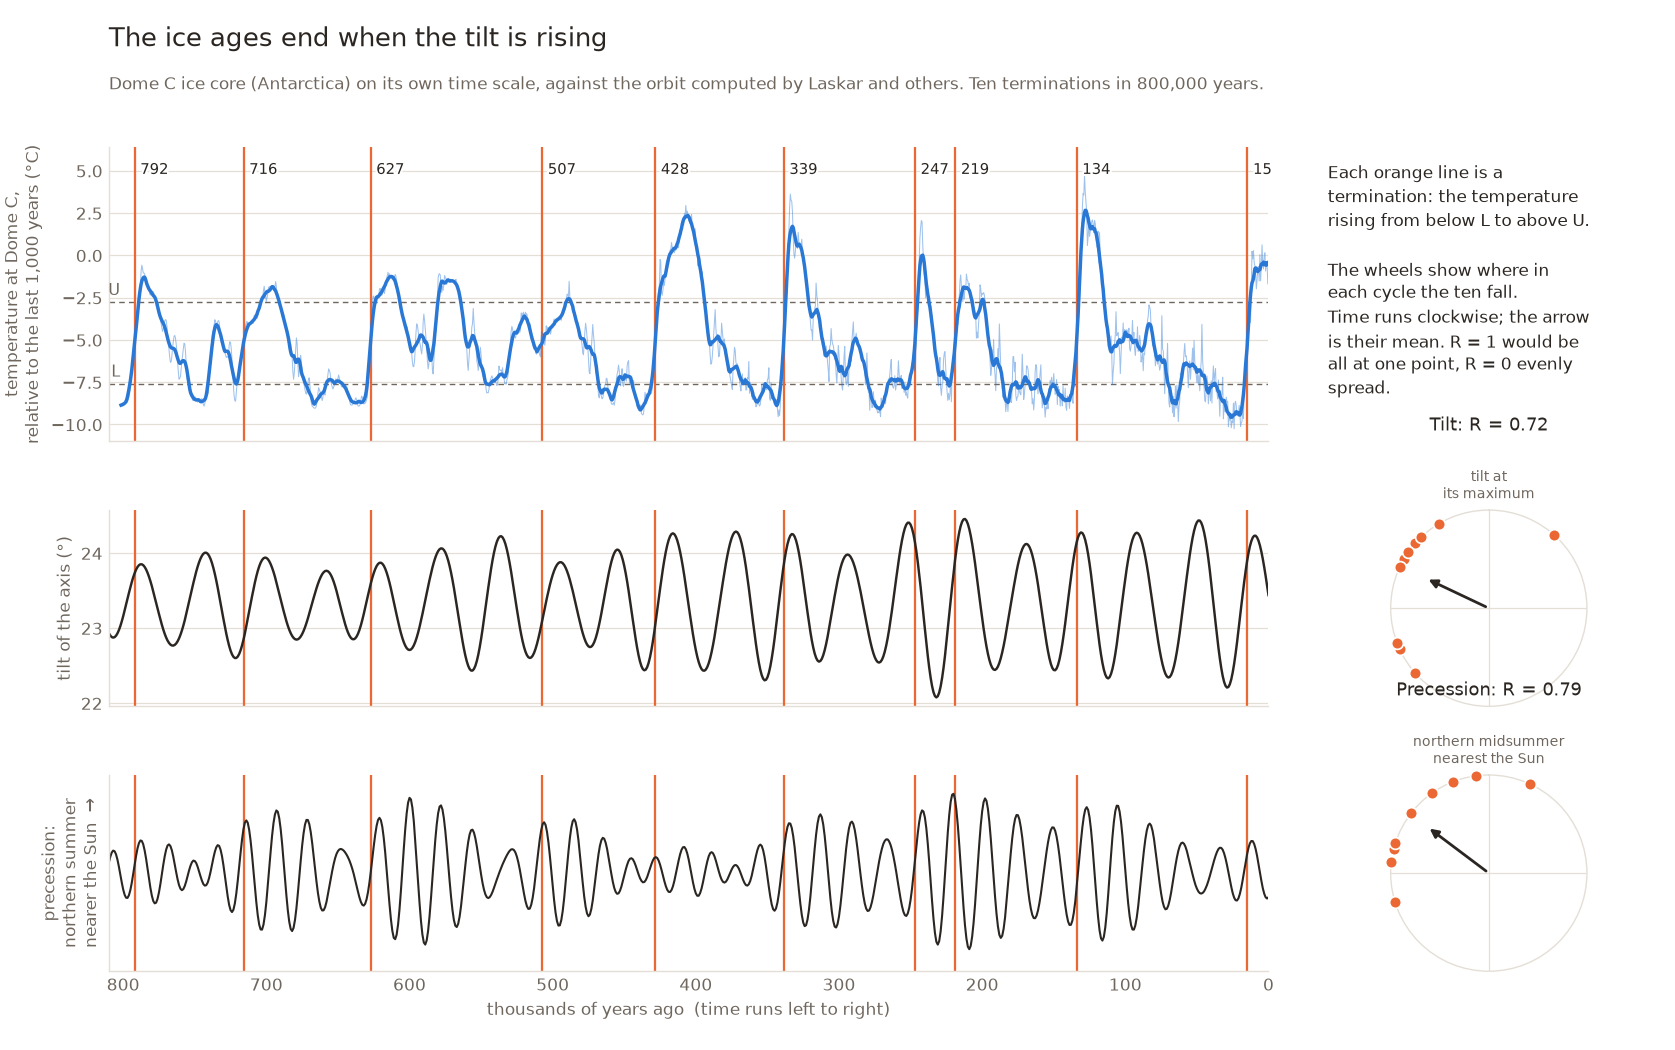 The ice ages end when the tilt is rising
Dome C ice core (Antarctica) on its own time scale, against the orbit computed by Laskar and others. Ten terminations in 800,000 years.
temperature at Dome C,
relative to the last 1,000 years (°C)
5.0
2.5
0.0
−2.5
−5.0
−7.5
−10.0
U
L
792
716
627
507
428
339
247
219
134
15
Each orange line is a
termination: the temperature
rising from below L to above U.
The wheels show where in
each cycle the ten fall.
Time runs clockwise; the arrow
is their mean. R = 1 would be
all at one point, R = 0 evenly
spread.
Tilt: R = 0.72
tilt at
its maximum
tilt of the axis (°)
24
23
22
Precession: R = 0.79
northern midsummer
nearest the Sun
precession:
northern summer
nearer the Sun →
800
700
600
500
400
300
200
100
0
thousands of years ago  (time runs left to right)